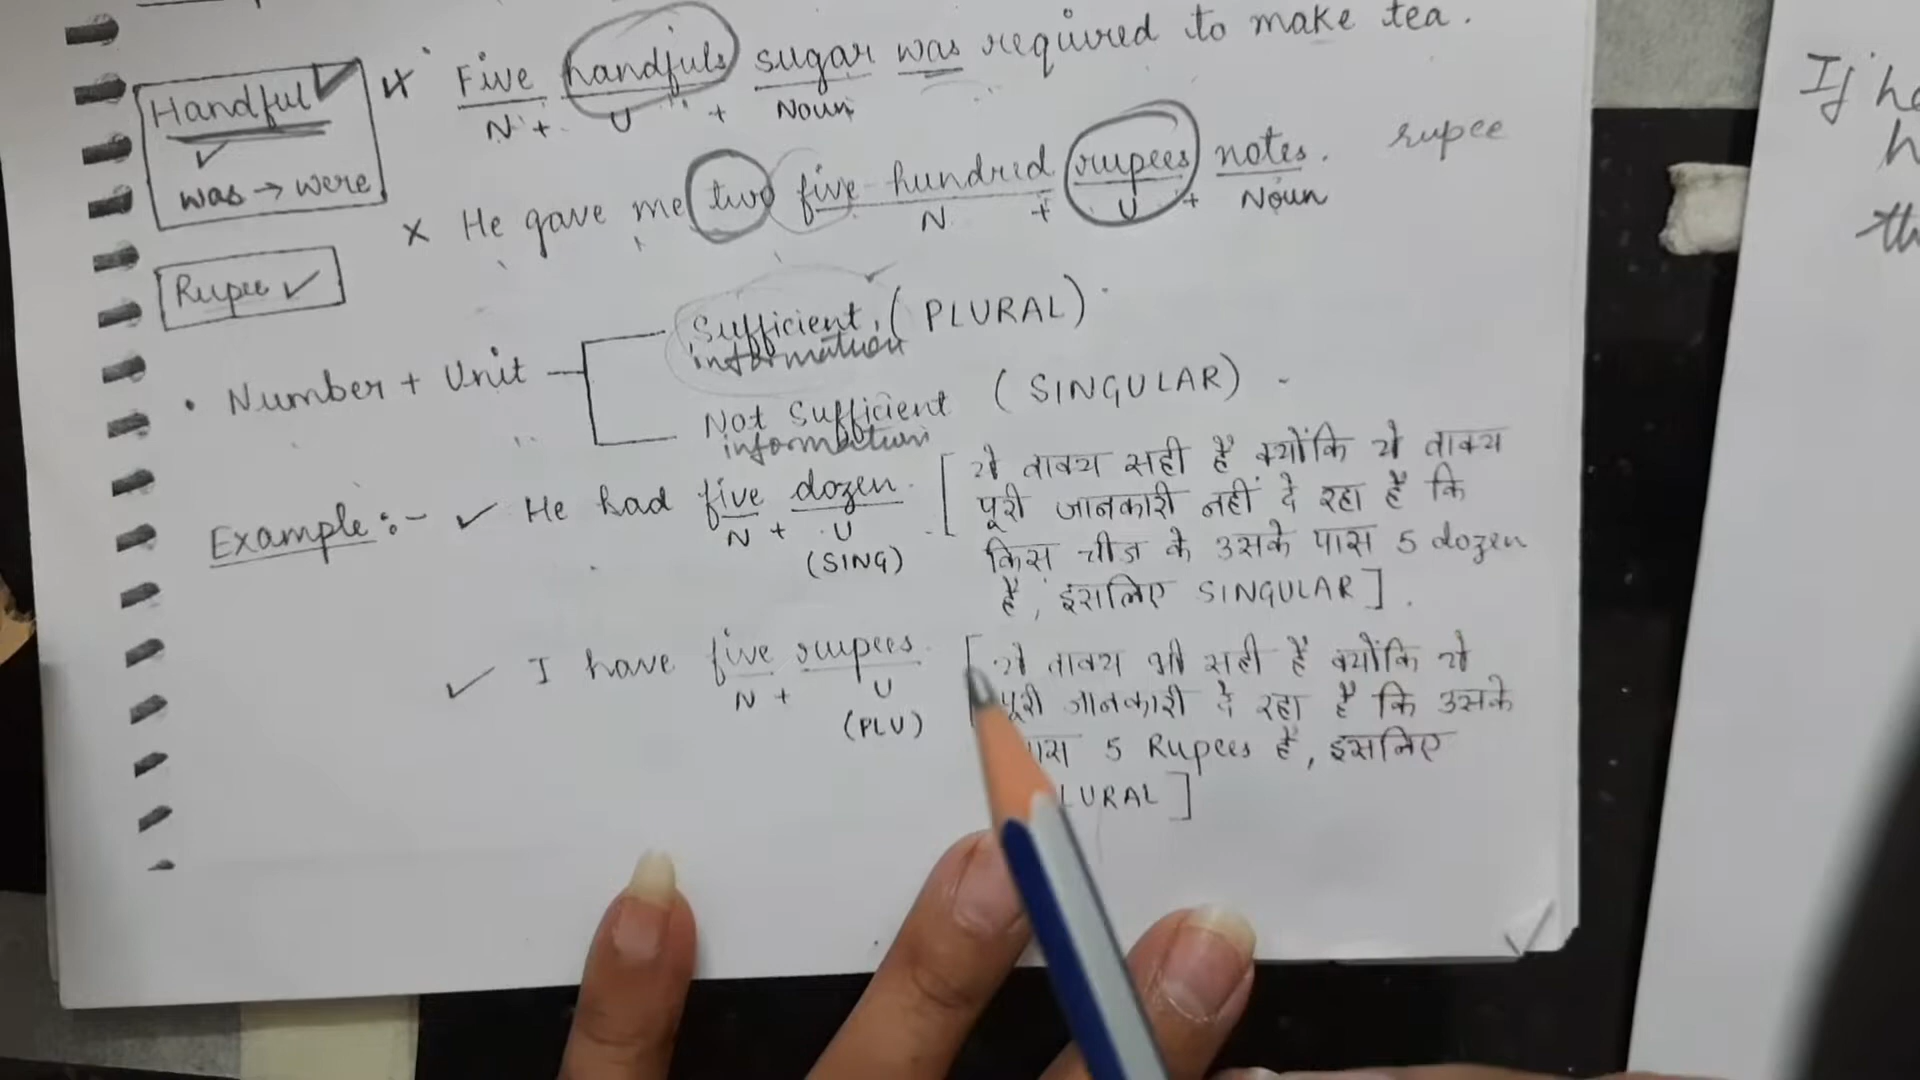 Handful ✓
✓
was → were
× Five handfuls sugar was required to make tea.
N + U + Noun
× He gave me two five hundred rupees notes. rupee
N + U + Noun
Rupee ✓
• Number + Unit
Sufficient information (PLURAL)
Not Sufficient information (SINGULAR)
Example:- ✓ He had five dozen.
N + U
(SING)
[ये वाक्य सही है क्योंकि ये वाक्य
पूरी जानकारी नहीं दे रहा है कि
किस चीज के उसके पास 5 dozen
है, इसलिए SINGULAR].
✓ I have five rupees.
N + U
(PLU)
[ये वाक्य भी सही है क्योंकि ये
पूरी जानकारी दे रहा है कि उसके
5 Rupees है, इसलिए
LURAL]
If
h
th